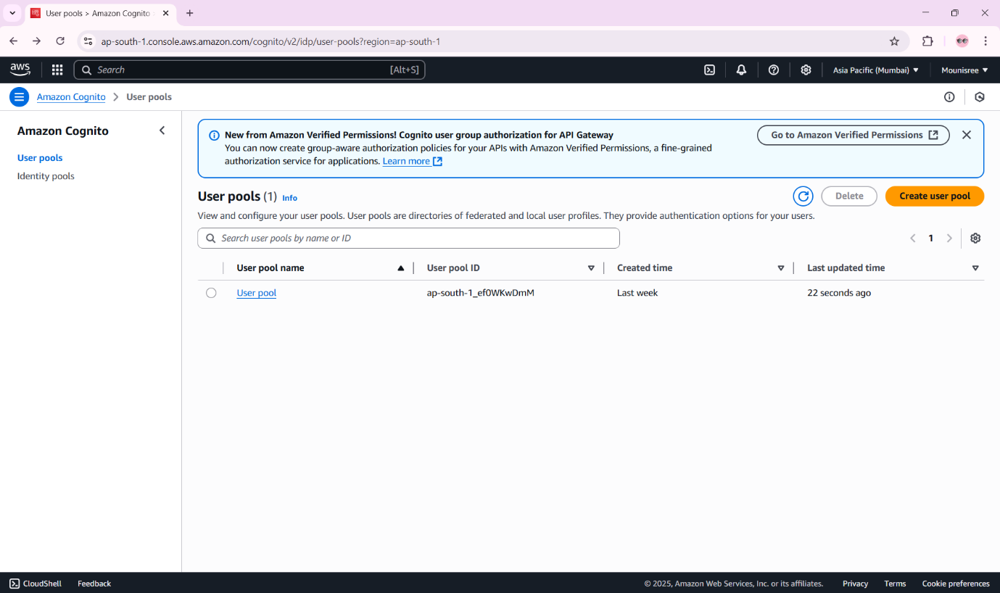 User pools > Amazon Cognito
ap-south-1.console.aws.amazon.com/cognito/v2/idp/user-pools?region=ap-south-1
aws
Search [Alt+S]
Asia Pacific (Mumbai)
Mounisree
Amazon Cognito > User pools
Amazon Cognito
User pools
Identity pools
New from Amazon Verified Permissions! Cognito user group authorization for API Gateway
You can now create group-aware authorization policies for your APIs with Amazon Verified Permissions, a fine-grained
authorization service for applications. Learn more
Go to Amazon Verified Permissions
User pools (1) Info
Delete
Create user pool
View and configure your user pools. User pools are directories of federated and local user profiles. They provide authentication options for your users.
Search user pools by name or ID
1
User pool name User pool ID Created time Last updated time
User pool ap-south-1_ef0WKwDmM Last week 22 seconds ago
CloudShell Feedback © 2025, Amazon Web Services, Inc. or its affiliates. Privacy Terms Cookie preferences